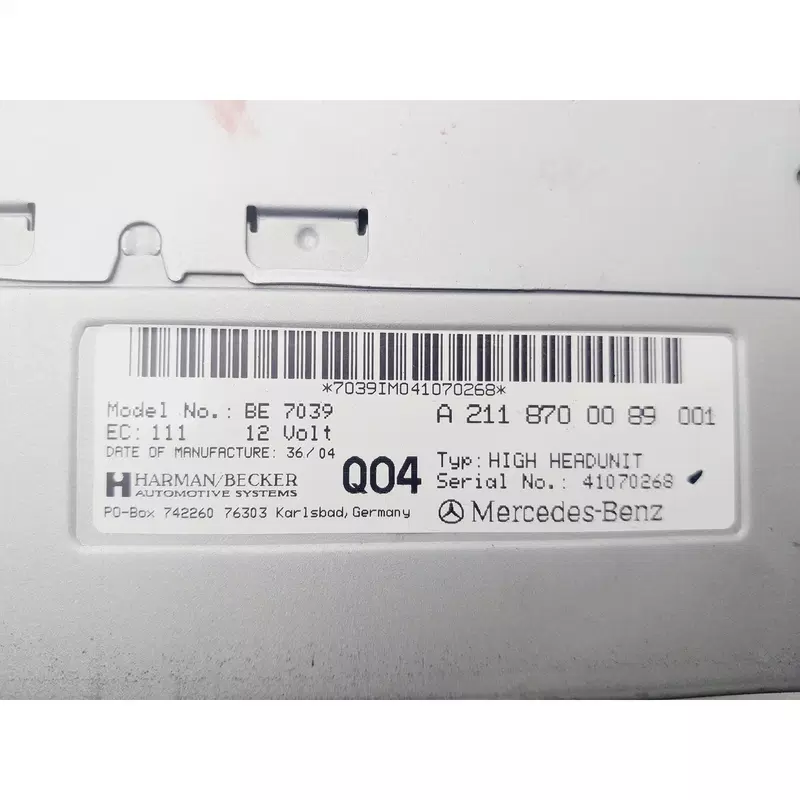 *7039IM041070268*
Model No.: BE 7039 A 211 870 00 89 001
EC: 111 12 Volt
DATE OF MANUFACTURE: 36/04
Typ: HIGH HEADUNIT
HARMAN/BECKER Q04 Serial No.: 41070268
AUTOMOTIVE SYSTEMS
PO-Box 742260 76303 Karlsbad, Germany Mercedes-Benz